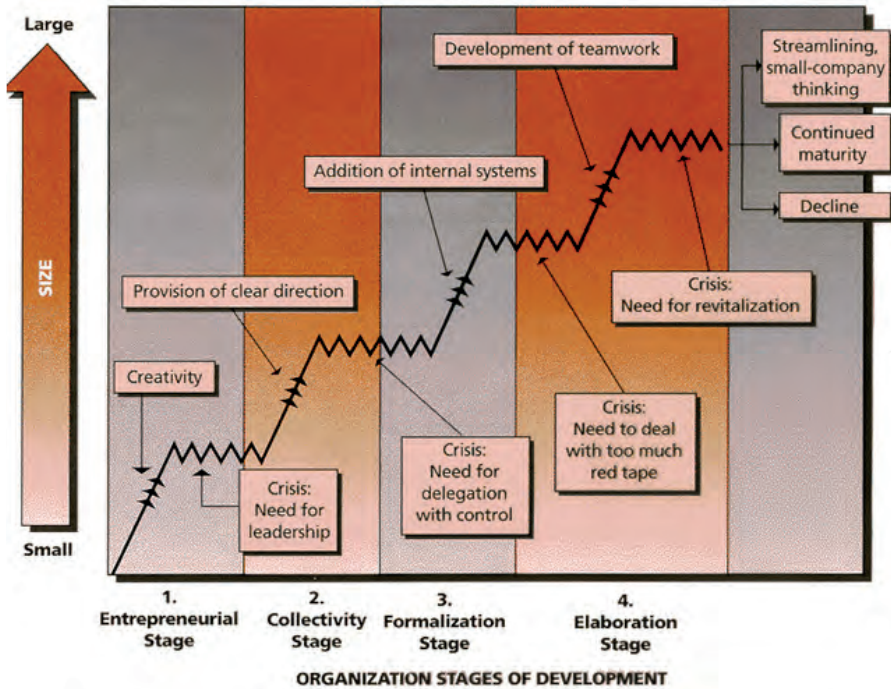 Large
SIZE
Small
Development of teamwork
Streamlining,
small-company
thinking
Continued
maturity
Decline
Addition of internal systems
Crisis:
Need for revitalization
Provision of clear direction
Creativity
Crisis:
Need to deal
with too much
red tape
Crisis:
Need for
delegation
with control
Crisis:
Need for
leadership
1.
Entrepreneurial
Stage
2.
Collectivity
Stage
3.
Formalization
Stage
4.
Elaboration
Stage
ORGANIZATION STAGES OF DEVELOPMENT